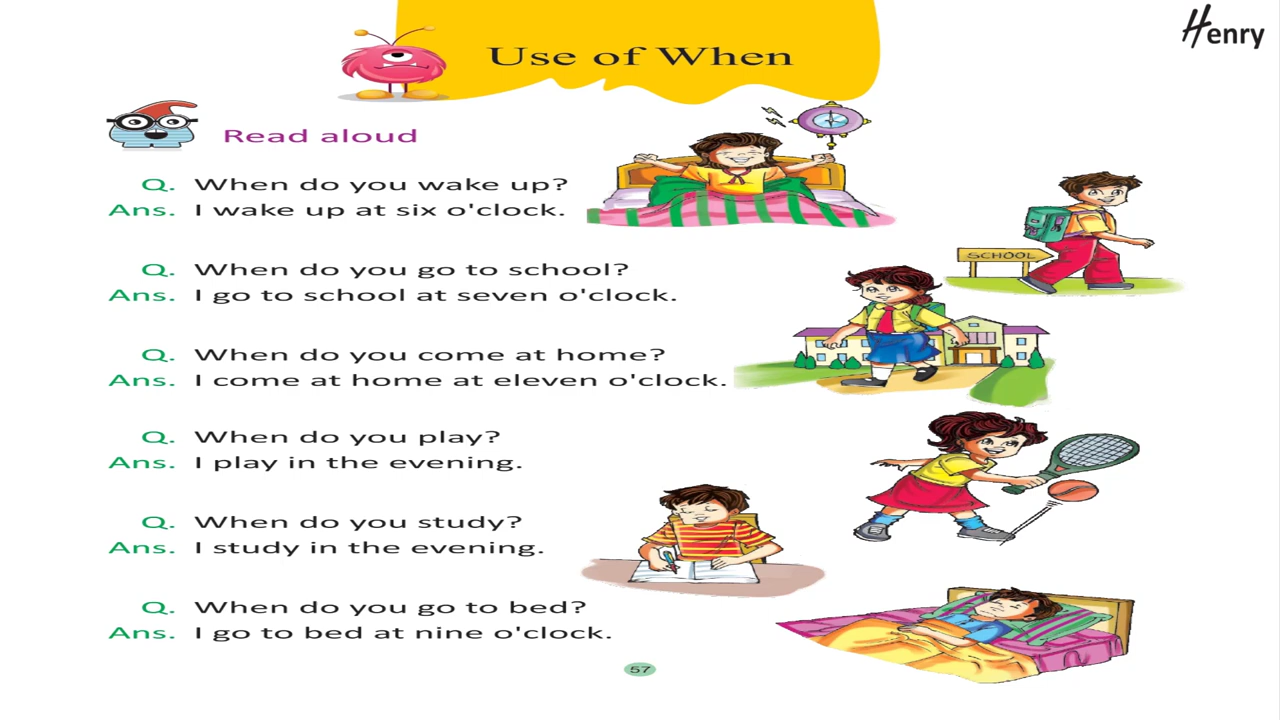 Henry
Use of When
Read aloud
Q. When do you wake up?
Ans. I wake up at six o'clock.
SCHOOL
Q. When do you go to school?
Ans. I go to school at seven o'clock.
Q. When do you come at home?
Ans. I come at home at eleven o'clock.
Q. When do you play?
Ans. I play in the evening.
Q. When do you study?
Ans. I study in the evening.
Q. When do you go to bed?
Ans. I go to bed at nine o'clock.
57